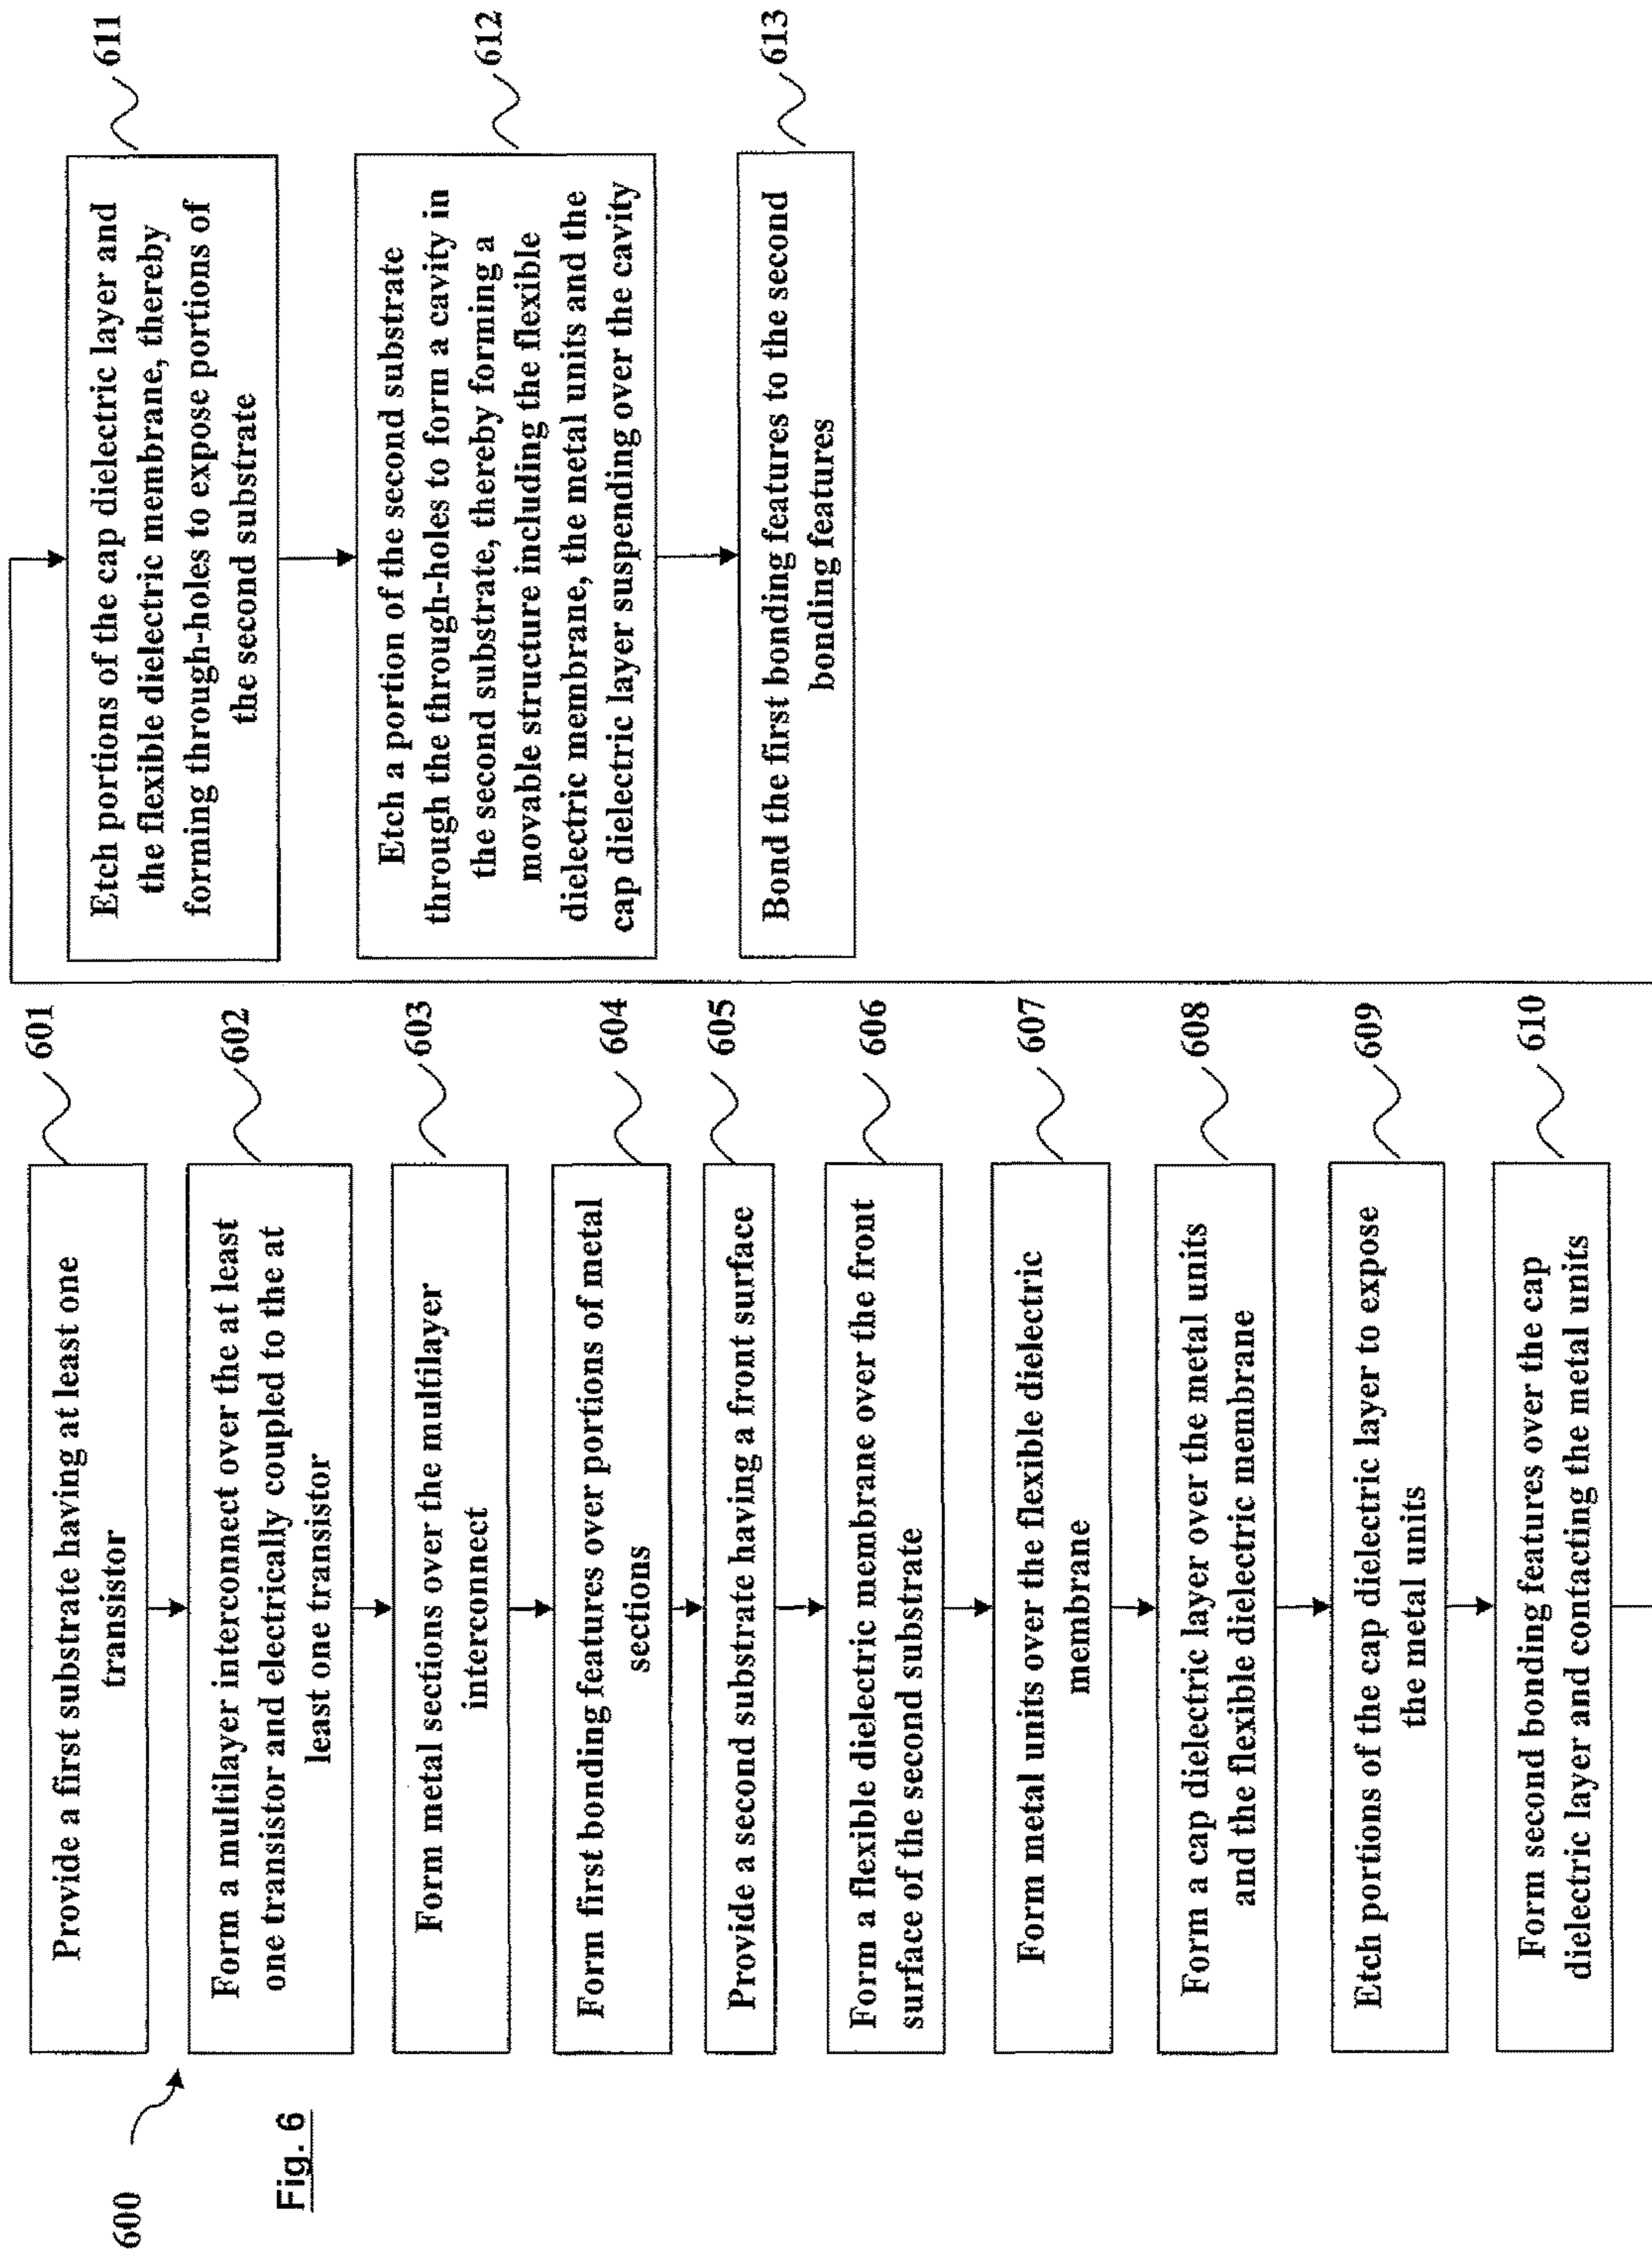 600
Fig. 6
Provide a first substrate having at least one
transistor
601
Form a multilayer interconnect over the at least
one transistor and electrically coupled to the at
least one transistor
602
Form metal sections over the multilayer
interconnect
603
Form first bonding features over portions of metal
sections
604
Provide a second substrate having a front surface
605
Form a flexible dielectric membrane over the front
surface of the second substrate
606
Form metal units over the flexible dielectric
membrane
607
Form a cap dielectric layer over the metal units
and the flexible dielectric membrane
608
Etch portions of the cap dielectric layer to expose
the metal units
609
Form second bonding features over the cap
dielectric layer and contacting the metal units
610
Etch portions of the cap dielectric layer and
the flexible dielectric membrane, thereby
forming through-holes to expose portions of
the second substrate
611
Etch a portion of the second substrate
through the through-holes to form a cavity in
the second substrate, thereby forming a
movable structure including the flexible
dielectric membrane, the metal units and the
cap dielectric layer suspending over the cavity
612
Bond the first bonding features to the second
bonding features
613